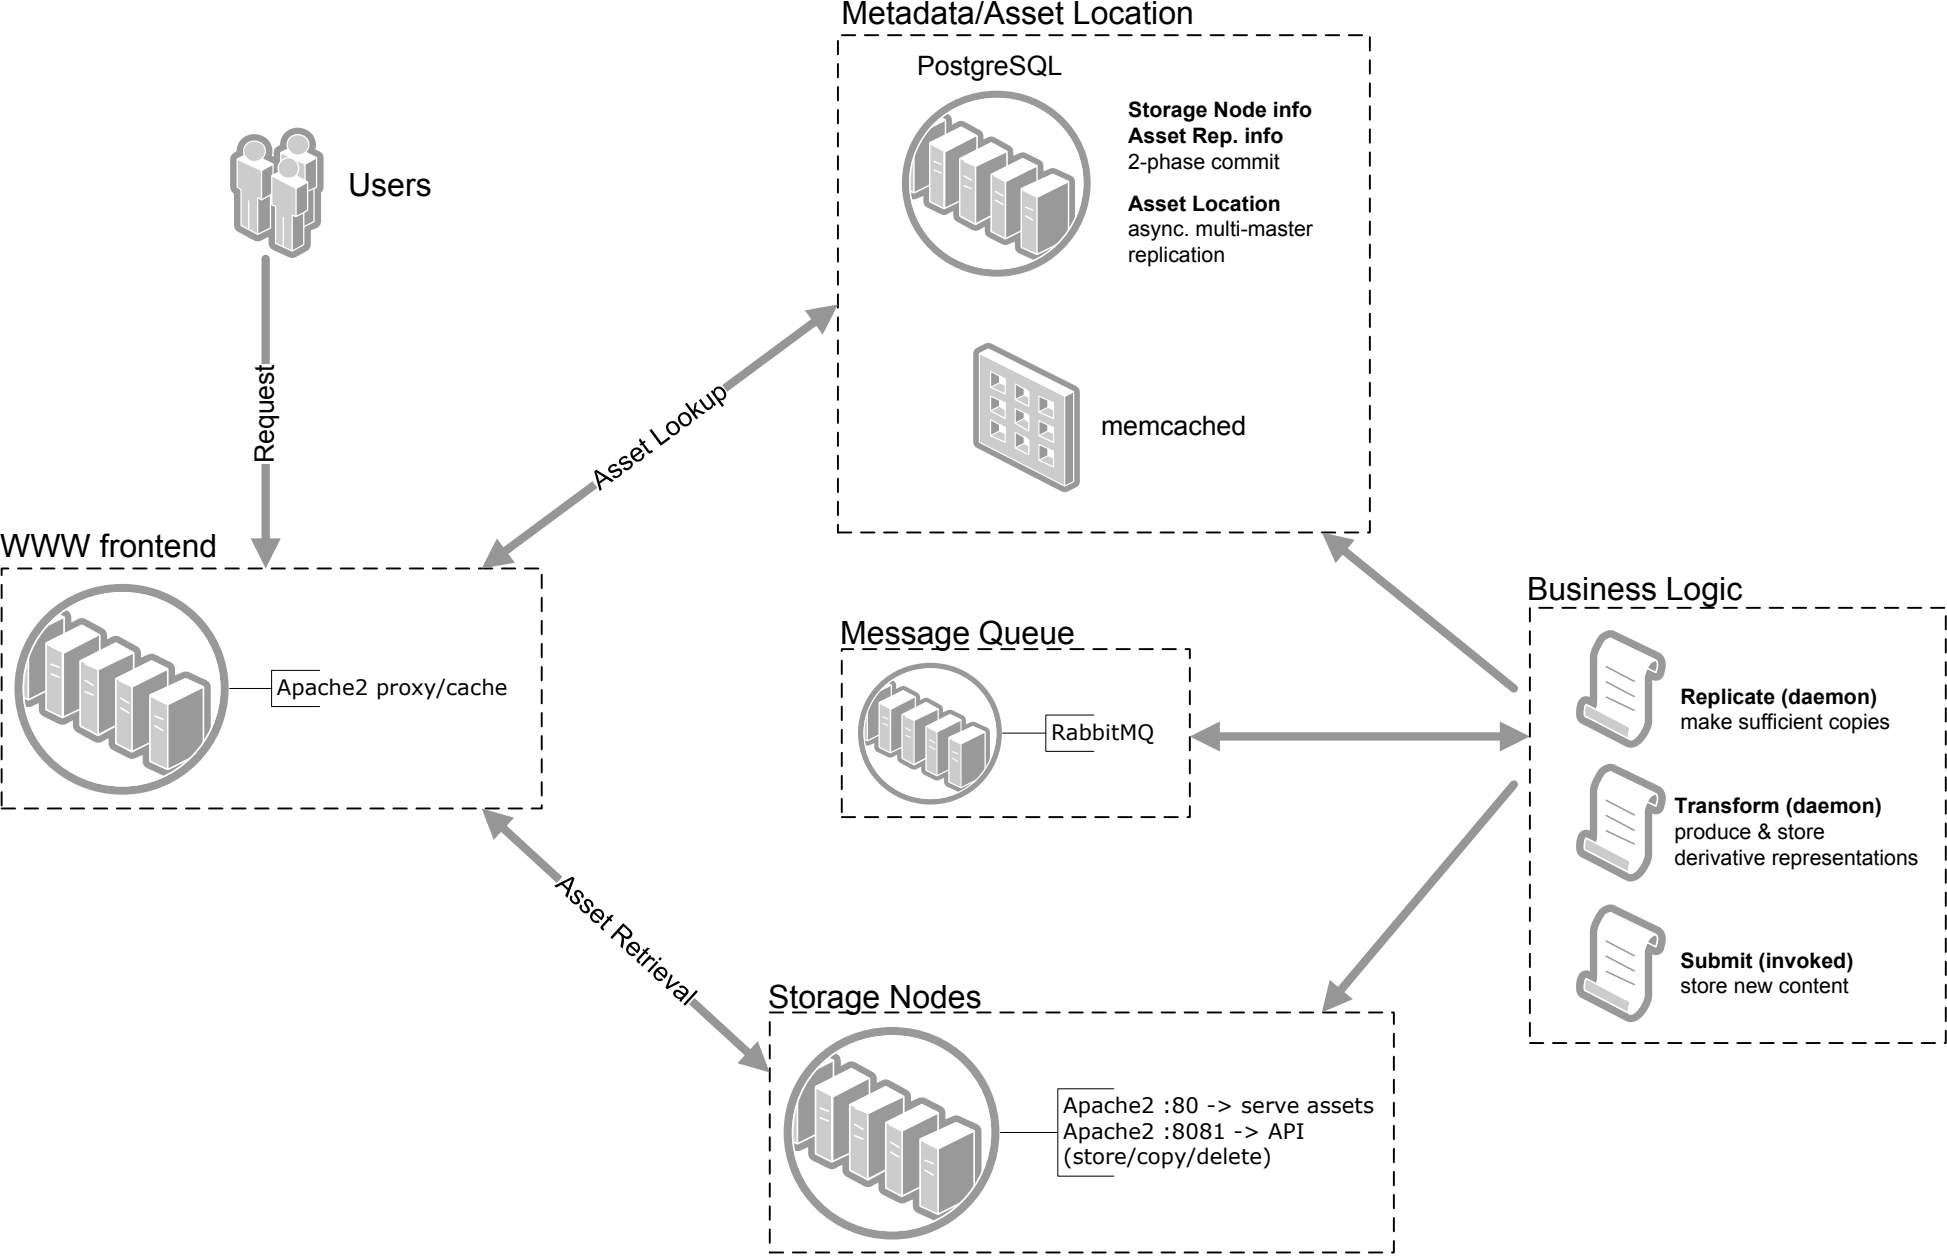 Metadata/Asset Location
PostgreSQL
Storage Node info
Asset Rep. info
2-phase commit
Asset Location
async. multi-master
replication
memcached
Users
Request
Asset Lookup
WWW frontend
Apache2 proxy/cache
Message Queue
RabbitMQ
Business Logic
Replicate (daemon)
make sufficient copies
Transform (daemon)
produce & store
derivative representations
Submit (invoked)
store new content
Asset Retrieval
Storage Nodes
Apache2 :80 -> serve assets
Apache2 :8081 -> API
(store/copy/delete)